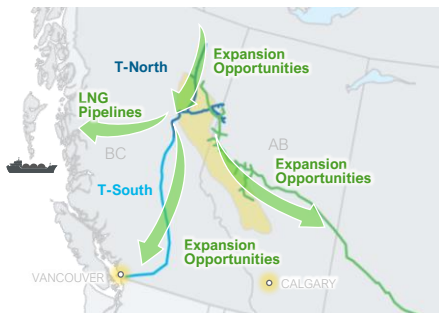 T-North
Expansion
Opportunities
LNG
Pipelines
BC
AB
Expansion
Opportunities
T-South
Expansion
Opportunities
VANCOUVER
CALGARY